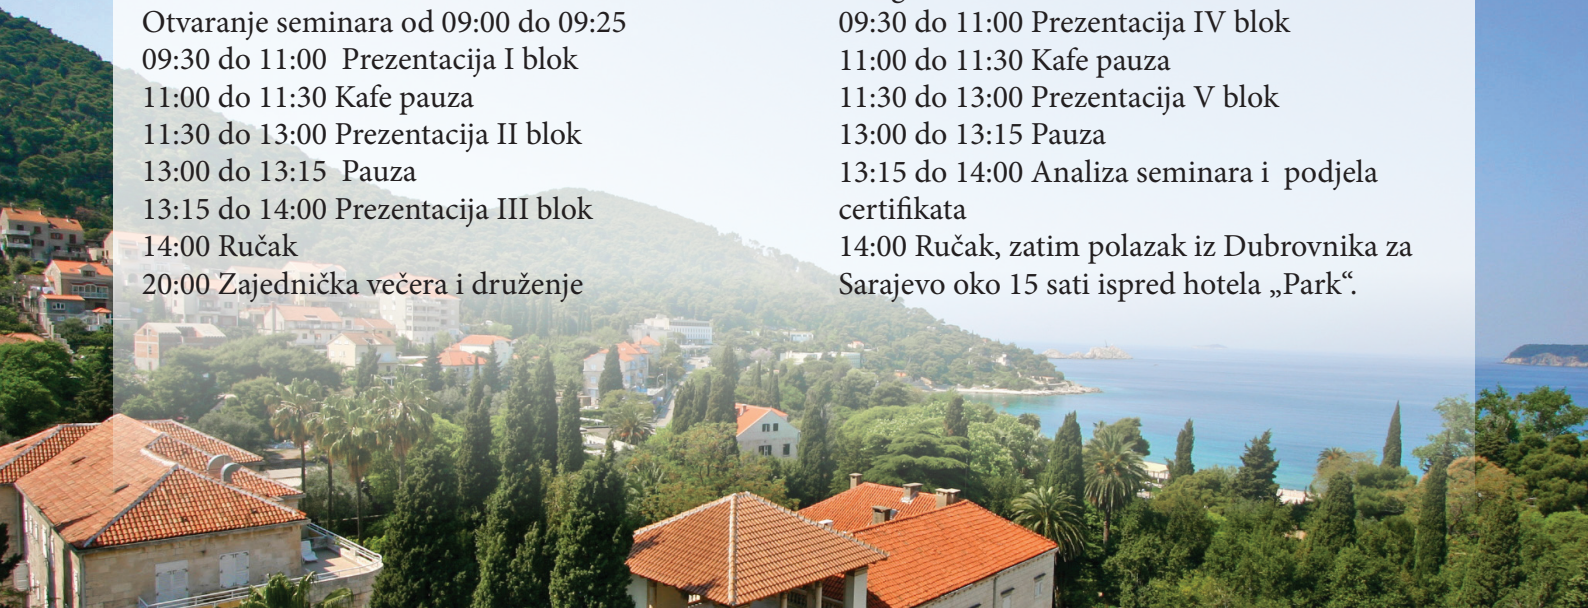 Otvaranje seminara od 09:00 do 09:25
09:30 do 11:00  Prezentacija I blok
11:00 do 11:30 Kafe pauza
11:30 do 13:00 Prezentacija II blok
13:00 do 13:15  Pauza
13:15 do 14:00 Prezentacija III blok
14:00 Ručak
20:00 Zajednička večera i druženje
09:30 do 11:00 Prezentacija IV blok
11:00 do 11:30 Kafe pauza
11:30 do 13:00 Prezentacija V blok
13:00 do 13:15 Pauza
13:15 do 14:00 Analiza seminara i  podjela
certifikata
14:00 Ručak, zatim polazak iz Dubrovnika za
Sarajevo oko 15 sati ispred hotela „Park“.